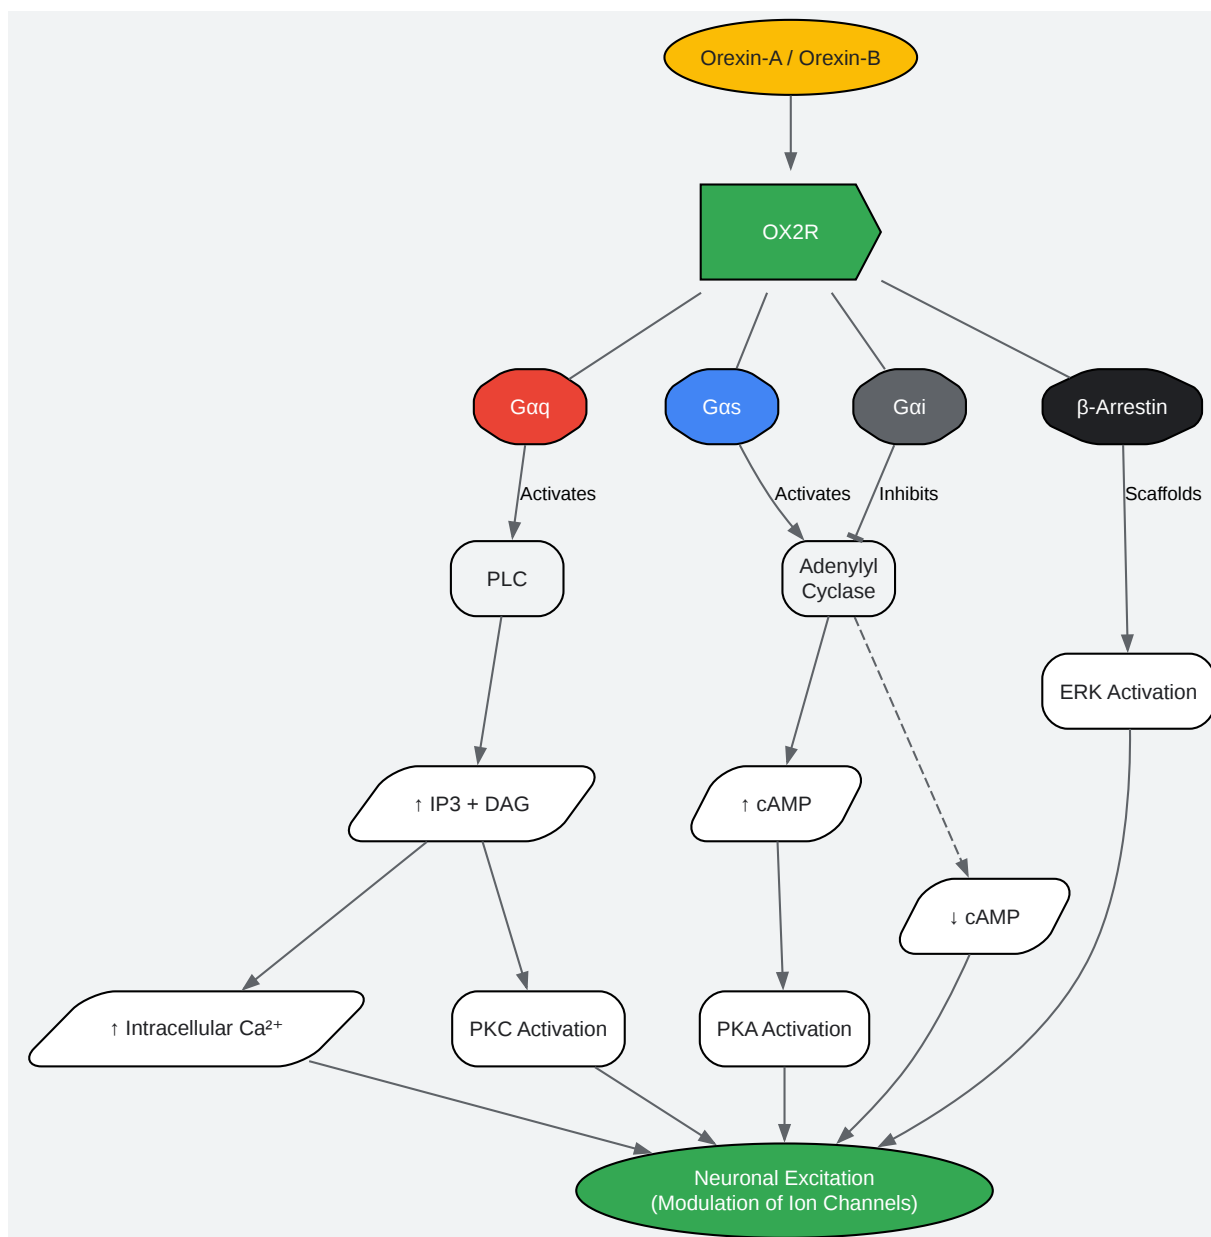 Orexin-A / Orexin-B
OX2R
Gαq
Gαs
Gαi
β-Arrestin
Activates
Activates
Inhibits
Scaffolds
PLC
Adenylyl
Cyclase
ERK Activation
↑ IP3 + DAG
↑ cAMP
↓ cAMP
↑ Intracellular Ca²⁺
PKC Activation
PKA Activation
Neuronal Excitation
(Modulation of Ion Channels)